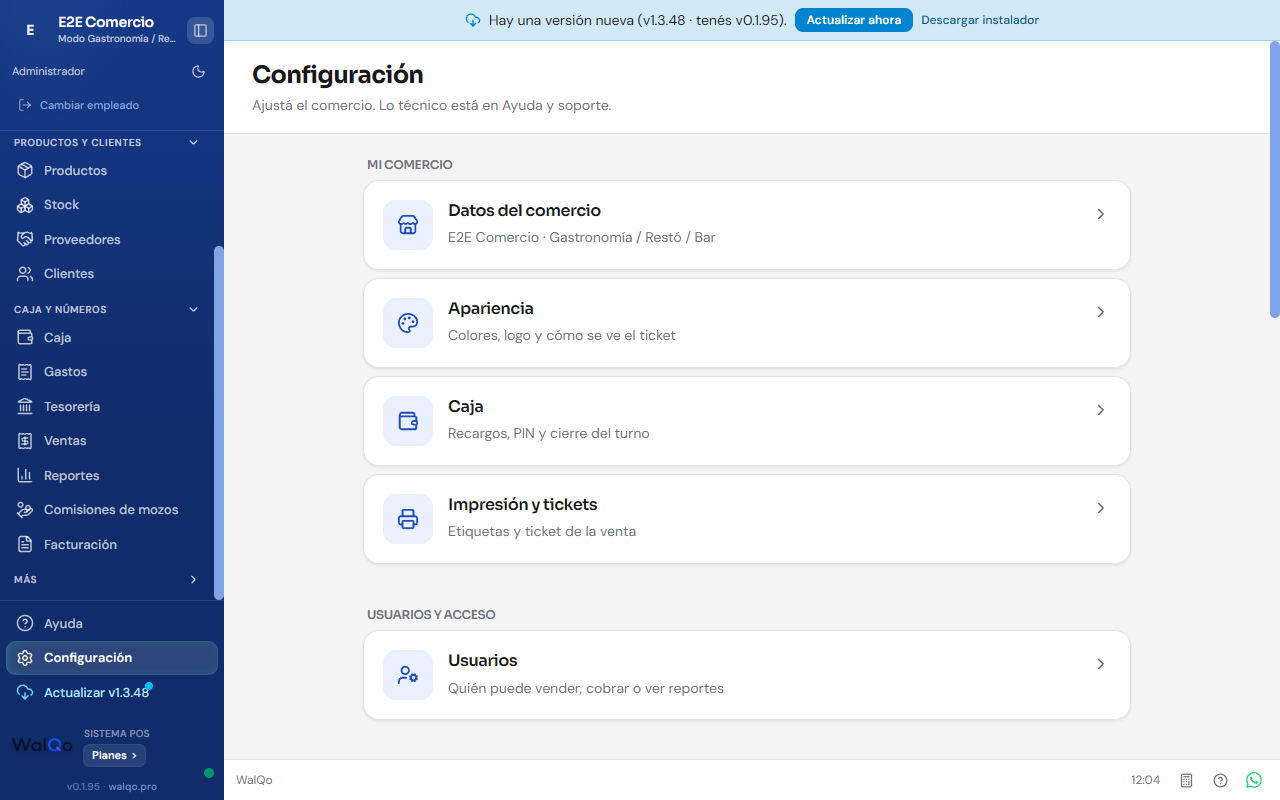 E
E2E Comercio
Modo Gastronomía / Re...
Administrador
Cambiar empleado
PRODUCTOS Y CLIENTES
Productos
Stock
Proveedores
Clientes
CAJA Y NÚMEROS
Caja
Gastos
Tesorería
Ventas
Reportes
Comisiones de mozos
Facturación
MÁS
Ayuda
Configuración
Actualizar v1.3.48
WalQo
SISTEMA POS
Planes
v0.1.95 · walqo.pro
Hay una versión nueva (v1.3.48 · tenés v0.1.95). Actualizar ahora Descargar instalador
Configuración
Ajustá el comercio. Lo técnico está en Ayuda y soporte.
MI COMERCIO
Datos del comercio
E2E Comercio · Gastronomía / Restó / Bar
Apariencia
Colores, logo y cómo se ve el ticket
Caja
Recargos, PIN y cierre del turno
Impresión y tickets
Etiquetas y ticket de la venta
USUARIOS Y ACCESO
Usuarios
Quién puede vender, cobrar o ver reportes
WalQo 12:04